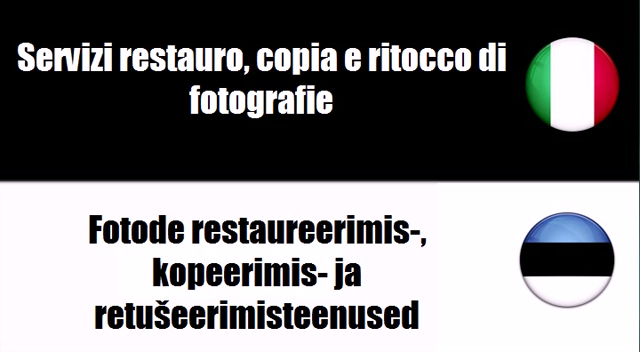 Servizi restauro, copia e ritocco di
fotografie
Fotode restaureerimis-,
kopeerimis- ja
retušeerimisteenused